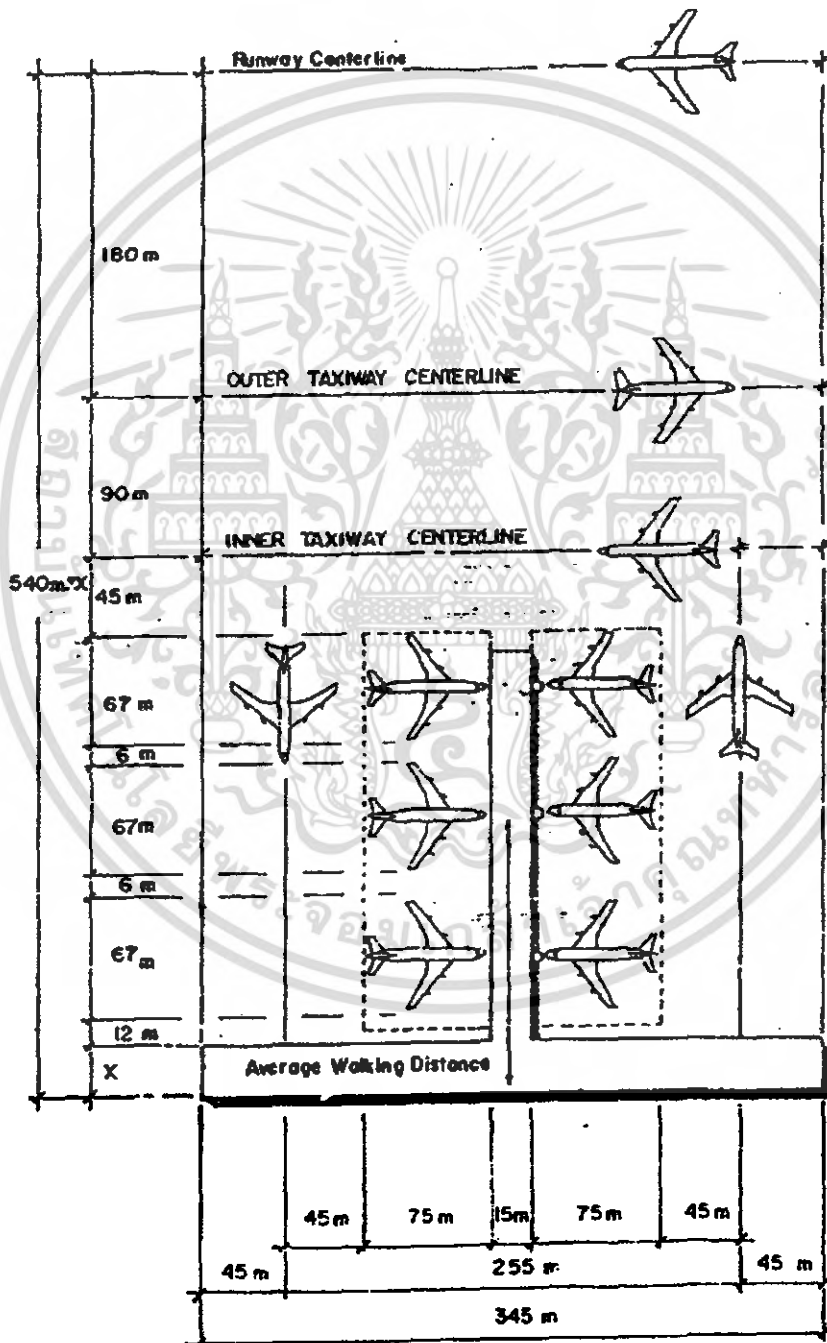 Runway Centerline
180 m
OUTER TAXIWAY CENTERLINE
90 m
INNER TAXIWAY CENTERLINE
540m.X
45 m
67 m
6 m
67m
6 m
67m
12 m
X
Average Walking Distance
45 m
75 m
15m
75 m
45 m
45 m
255 m
45 m
345 m